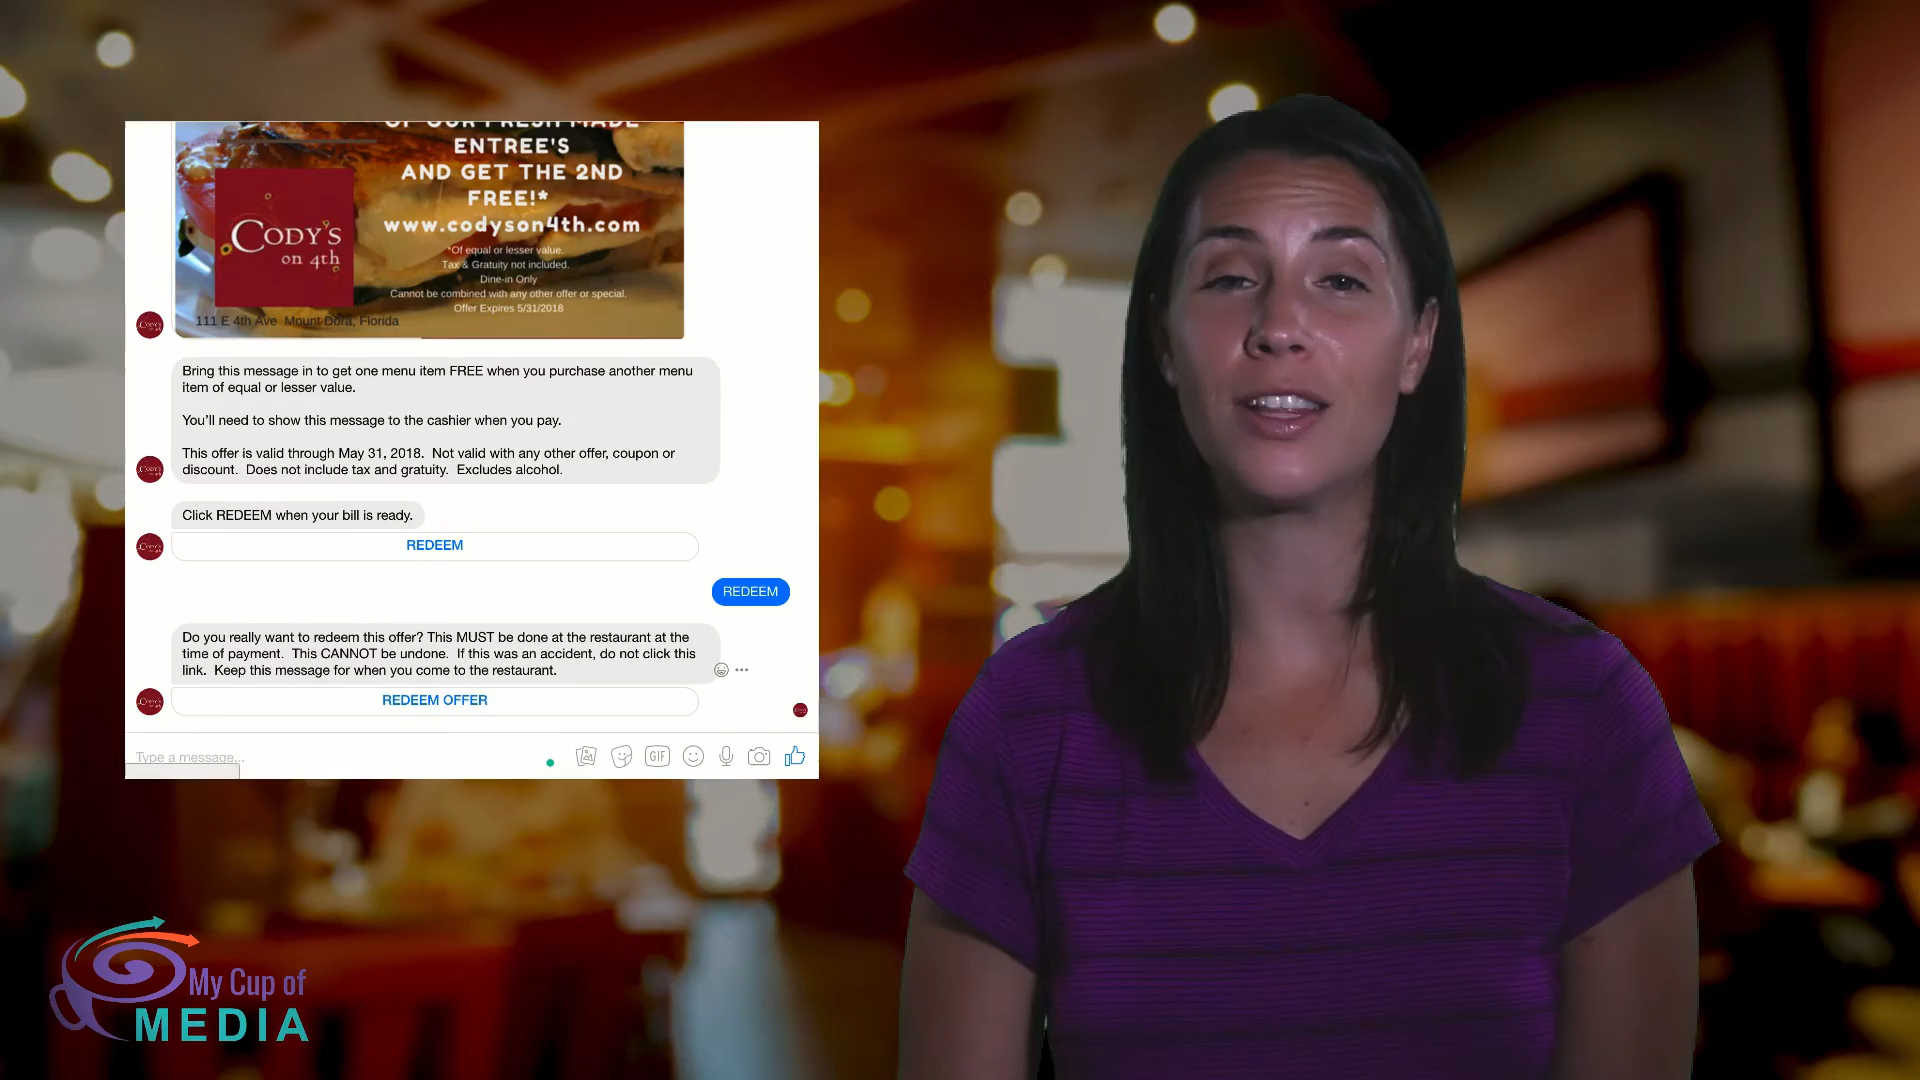 OF OUR FRESH MADE
ENTREE'S
AND GET THE 2ND
FREE!*
www.codyson4th.com
CODY'S
on 4th
*Of equal or lesser value.
Tax & Gratuity not included.
Dine-in Only
Cannot be combined with any other offer or special.
Offer Expires 5/31/2018
111 E 4th Ave Mount Dora, Florida
Bring this message in to get one menu item FREE when you purchase another menu
item of equal or lesser value.
You'll need to show this message to the cashier when you pay.
This offer is valid through May 31, 2018. Not valid with any other offer, coupon or
discount. Does not include tax and gratuity. Excludes alcohol.
Click REDEEM when your bill is ready.
REDEEM
REDEEM
Do you really want to redeem this offer? This MUST be done at the restaurant at the
time of payment. This CANNOT be undone. If this was an accident, do not click this
link. Keep this message for when you come to the restaurant.
REDEEM OFFER
Type a message...
GIF
My Cup of
MEDIA